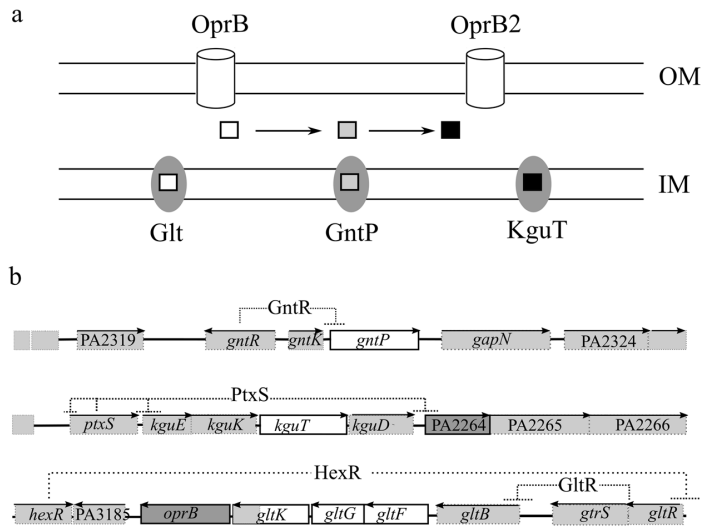 a
OprB OprB2
OM
IM
Glt GntP KguT
b
GntR
PA2319 gntR gntK gntP gapN PA2324
PtxS
ptxS kguE kguK kguT kguD PA2264 PA2265 PA2266
HexR
GltR
hexR PA3185 oprB gltK gltG gltF gltB gtrS gltR